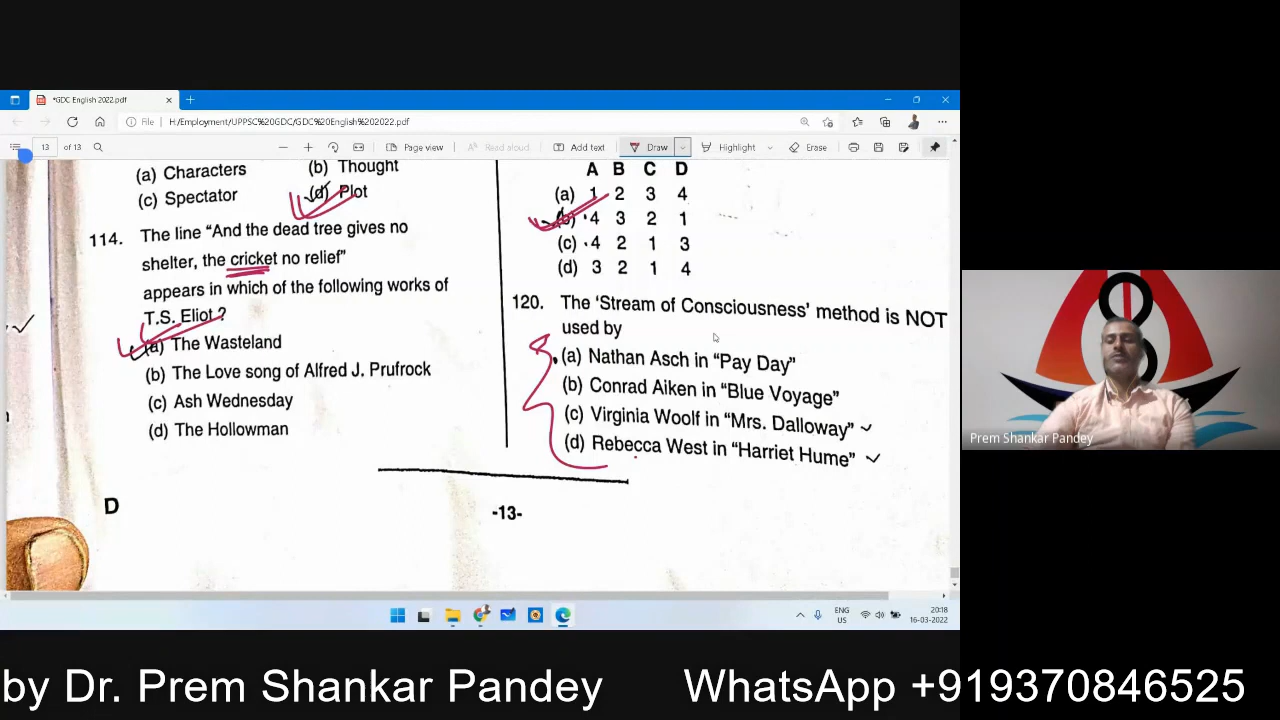 *GDC English 2022.pdf
File
H:/Employment/UPPSC%20GDC/GDC%20English%202022.pdf
13 of 13
Page view
Read aloud
Add text
Draw
Highlight
Erase
(a) Characters (b) Thought
(c) Spectator (d) Plot
114. The line “And the dead tree gives no
shelter, the cricket no relief”
appears in which of the following works of
T.S. Eliot ?
(a) The Wasteland
(b) The Love song of Alfred J. Prufrock
(c) Ash Wednesday
(d) The Hollowman
D
A B C D
(a) 1 2 3 4
(b) 4 3 2 1
(c) 4 2 1 3
(d) 3 2 1 4
120. The ‘Stream of Consciousness’ method is NOT
used by
(a) Nathan Asch in “Pay Day”
(b) Conrad Aiken in “Blue Voyage”
(c) Virginia Woolf in “Mrs. Dalloway”
(d) Rebecca West in “Harriet Hume”
-13-
Prem Shankar Pandey
ENG
US
20:18
16-03-2022
by Dr. Prem Shankar Pandey WhatsApp +919370846525